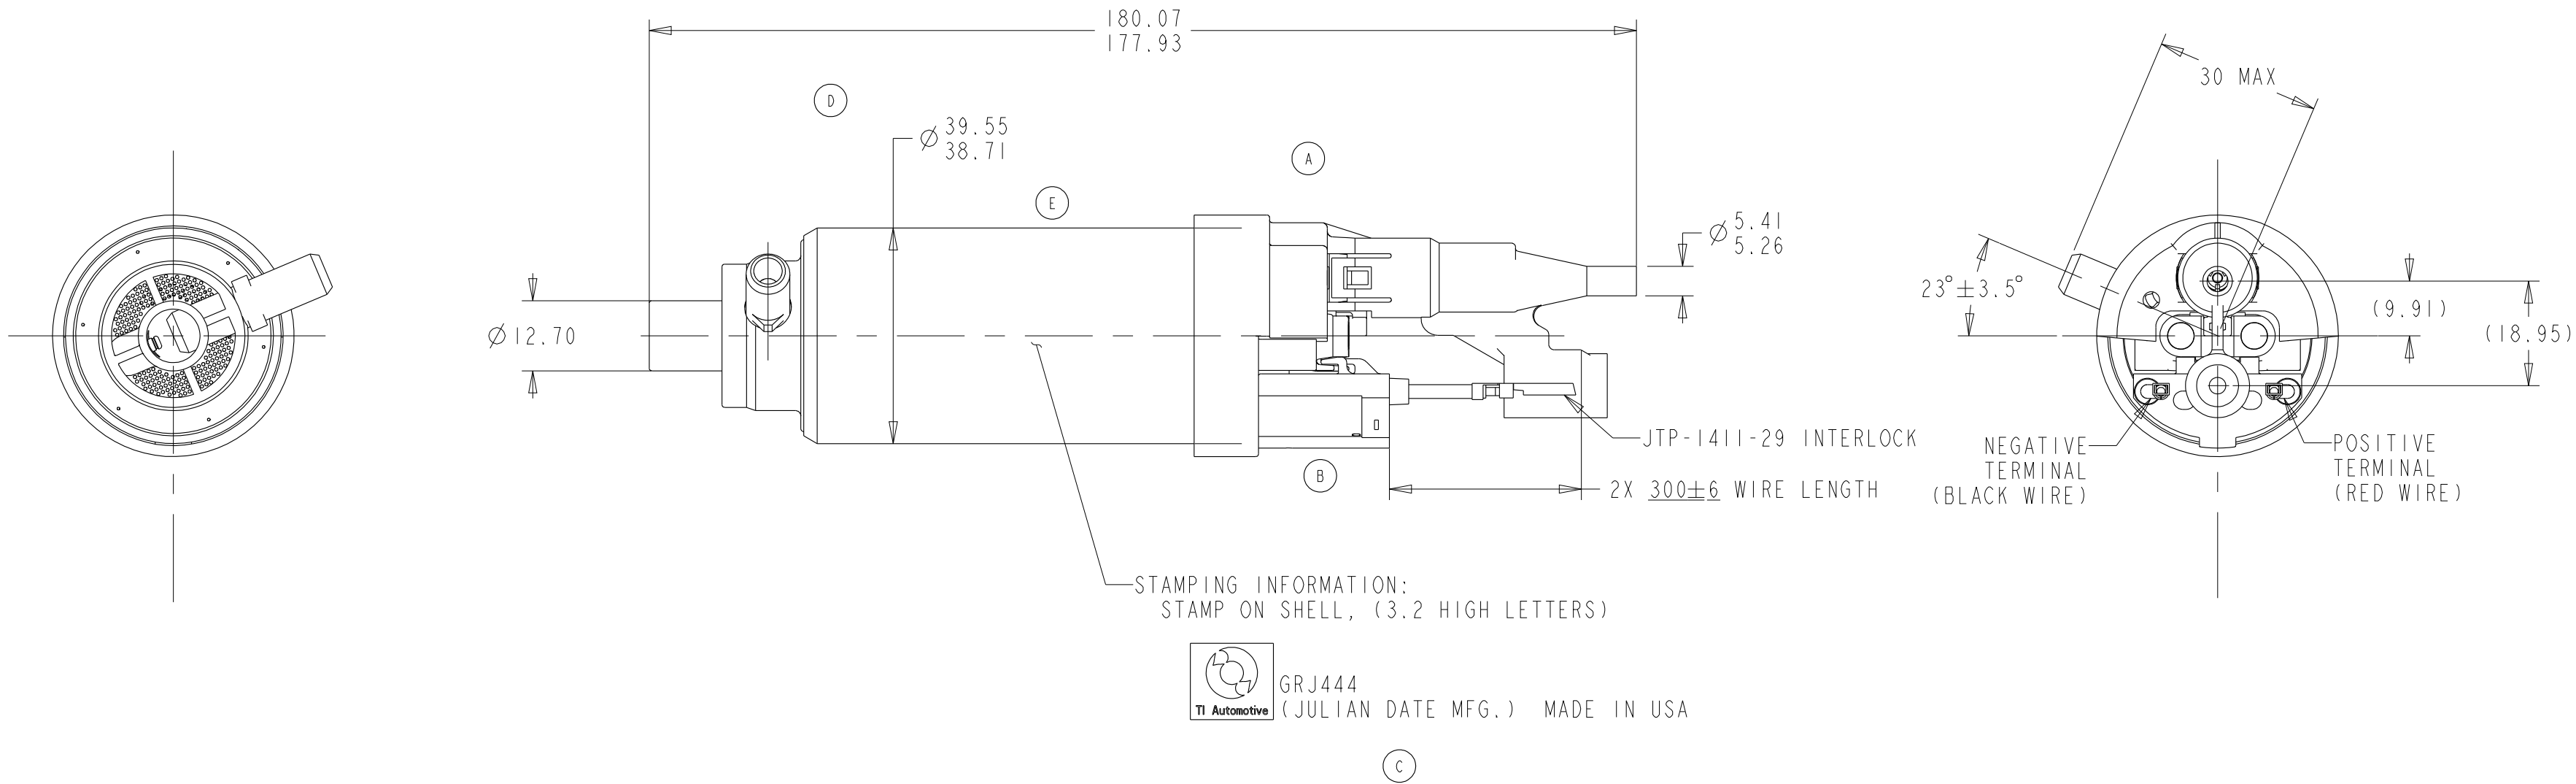 180.07
177.93
30 MAX
D
Ø 39.55
38.71
A
E
Ø 5.41
5.26
23°±3.5°
(9.91)
(18.95)
Ø12.70
JTP-1411-29 INTERLOCK
NEGATIVE
TERMINAL
(BLACK WIRE)
POSITIVE
TERMINAL
(RED WIRE)
B
2X 300±6 WIRE LENGTH
STAMPING INFORMATION:
STAMP ON SHELL, (3.2 HIGH LETTERS)
TI Automotive
GRJ444
(JULIAN DATE MFG.) MADE IN USA
C